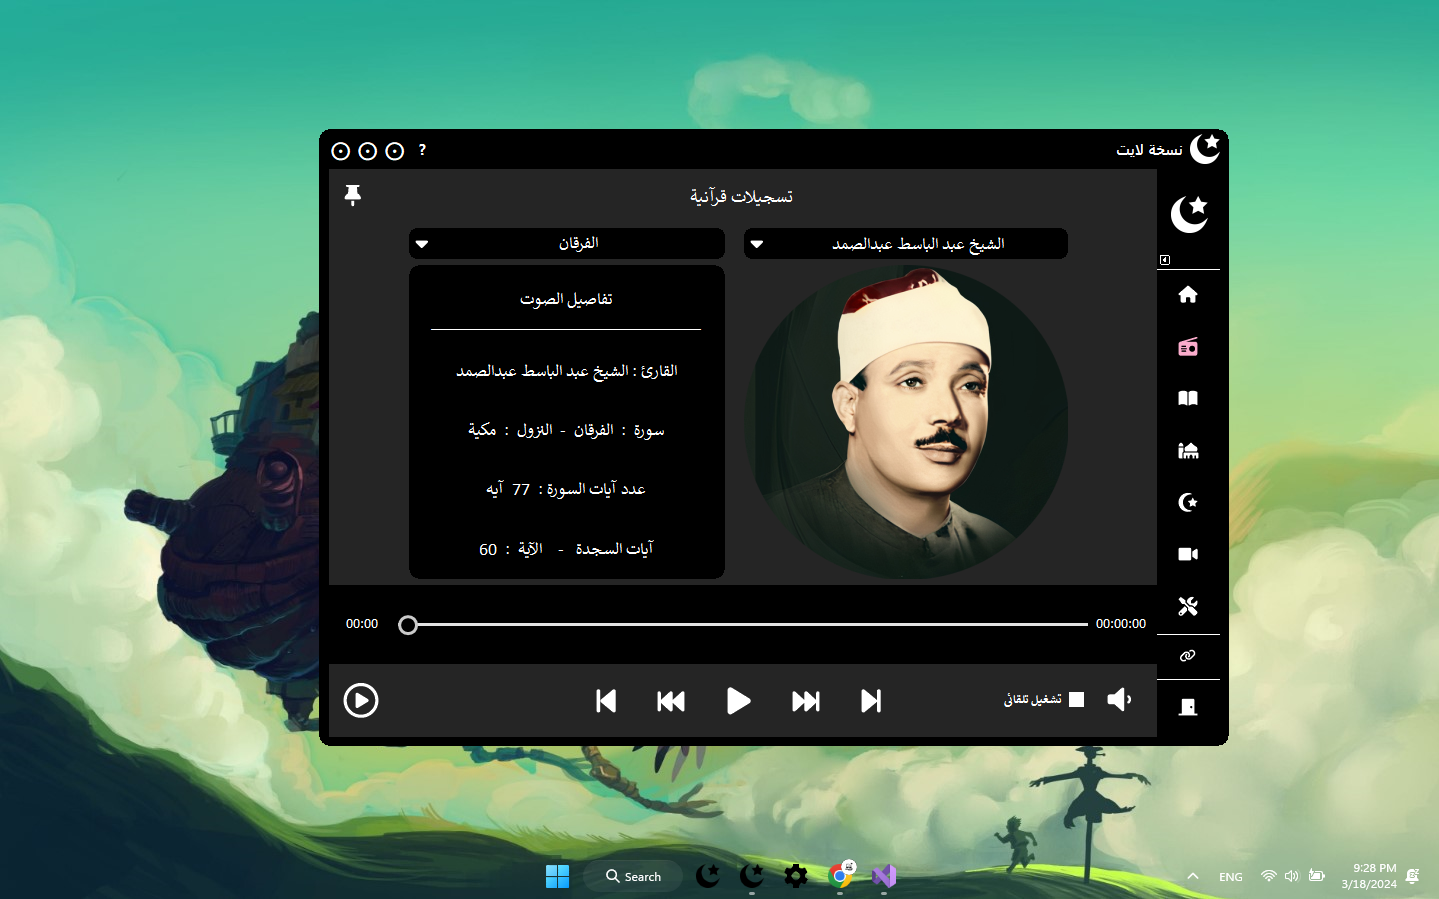 نسخة لايت
?
تسجيلات قرآنية
الشيخ عبد الباسط عبدالصمد
الفرقان
تفاصيل الصوت
القارئ : الشيخ عبد الباسط عبدالصمد
سورة : الفرقان - النزول : مكية
عدد آيات السورة : 77 آيه
آيات السجدة - الآية : 60
00:00
00:00:00
تشغيل تلقائى
Search
ENG
9:28 PM
3/18/2024